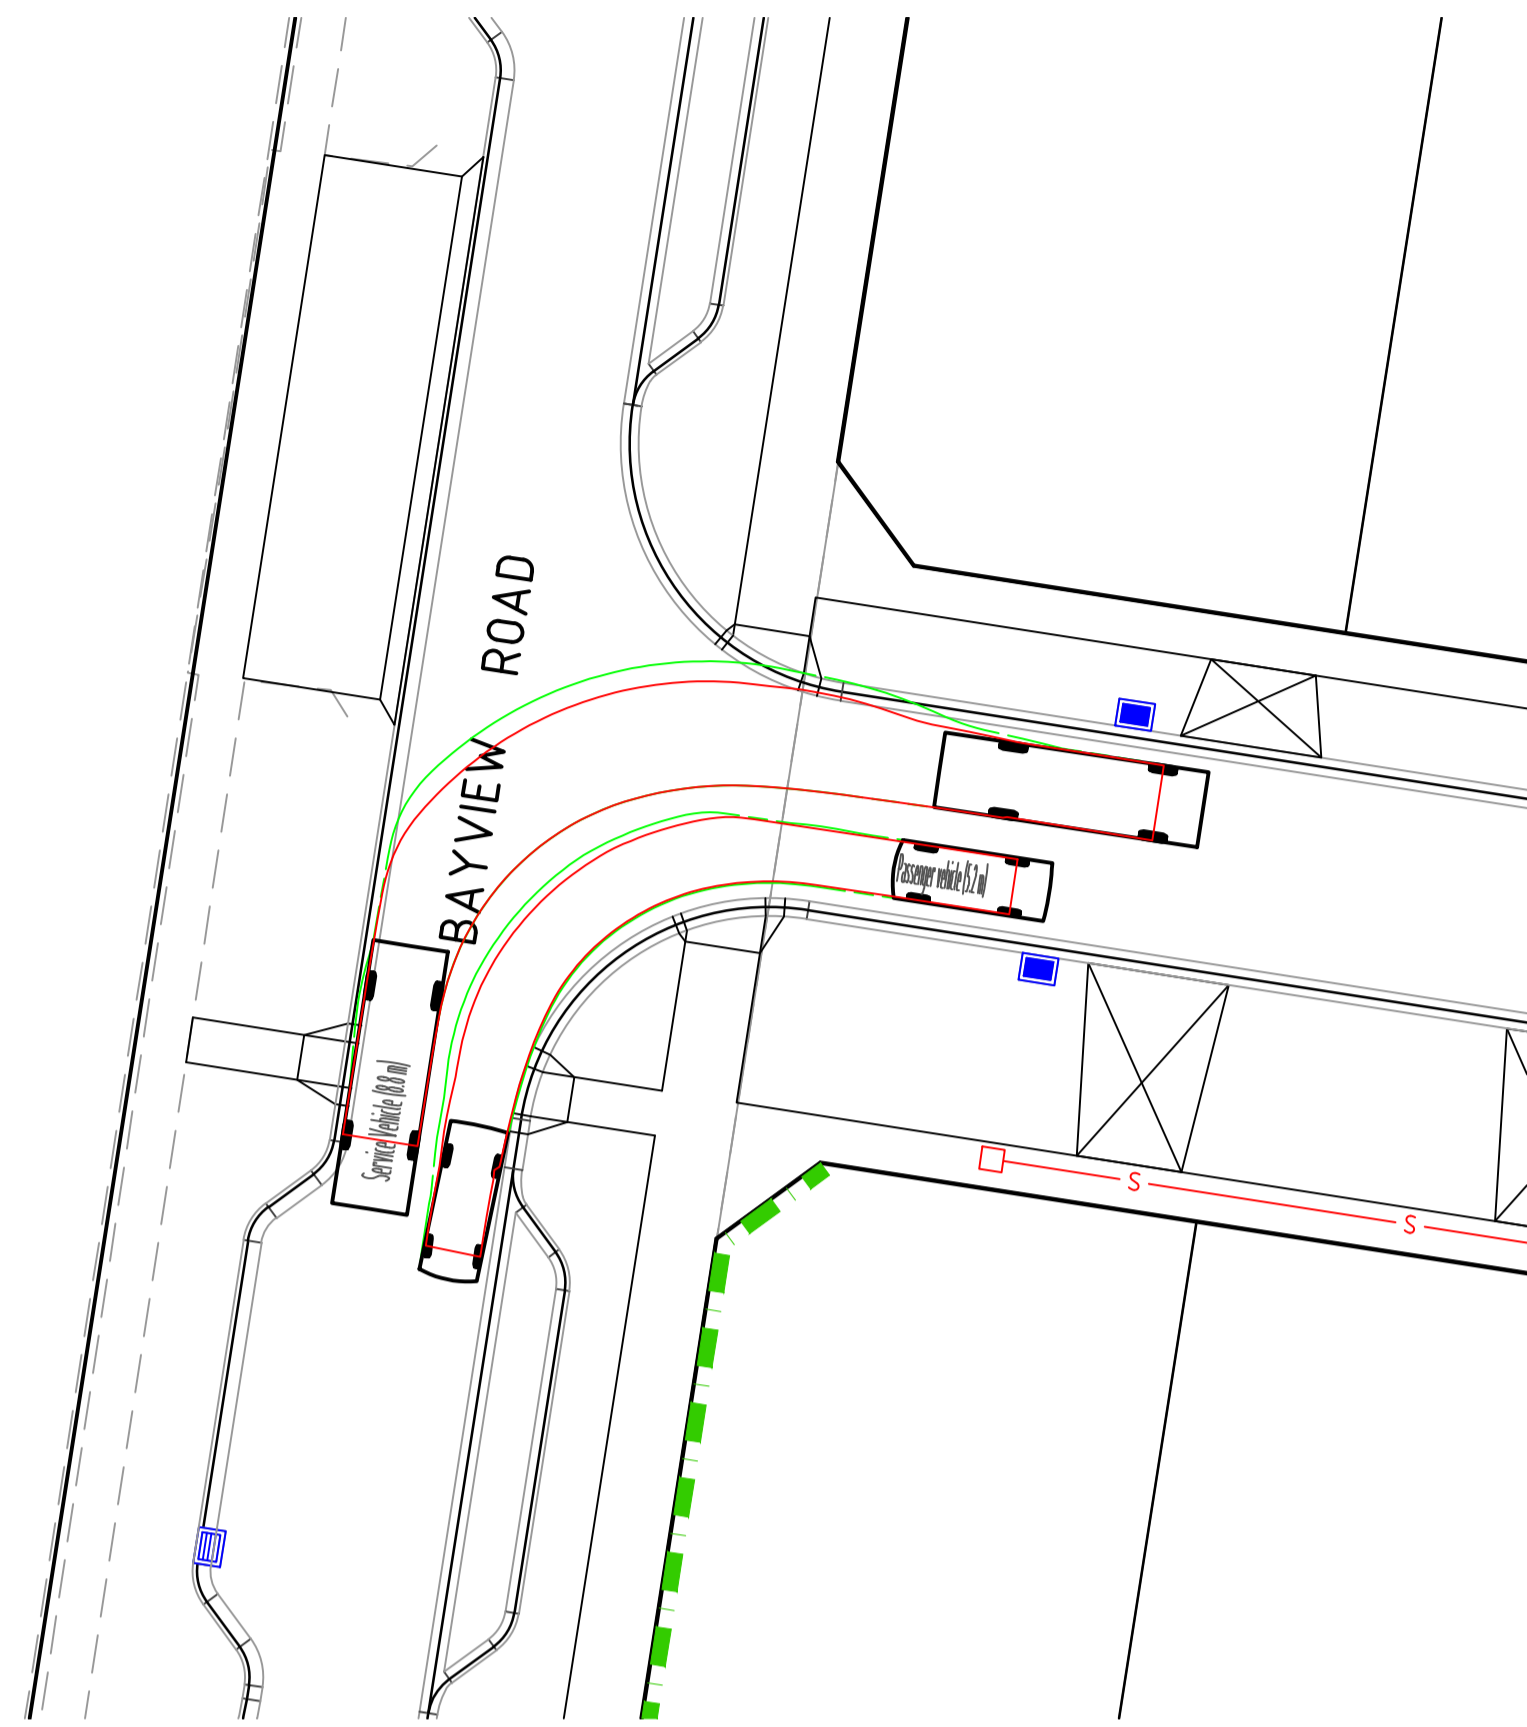 BAYVIEW ROAD
Passenger vehicle (5.2 m)
Service Vehicle (8.8 m)
S
S